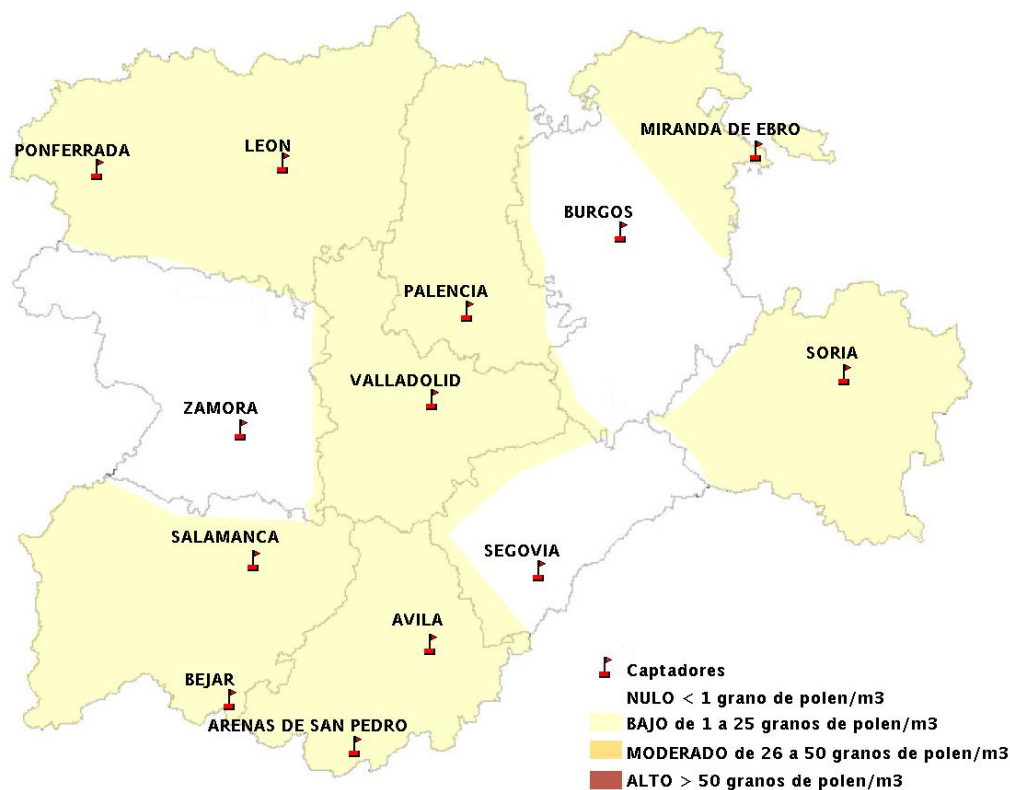 MIRANDA DE EBRO
PONFERRADA
LEON
BURGOS
PALENCIA
SORIA
VALLADOLID
ZAMORA
SALAMANCA
SEGOVIA
AVILA
BEJAR
ARENAS DE SAN PEDRO
Captadores
NULO < 1 grano de polen/m3
BAJO de 1 a 25 granos de polen/m3
MODERADO de 26 a 50 granos de polen/m3
ALTO > 50 granos de polen/m3